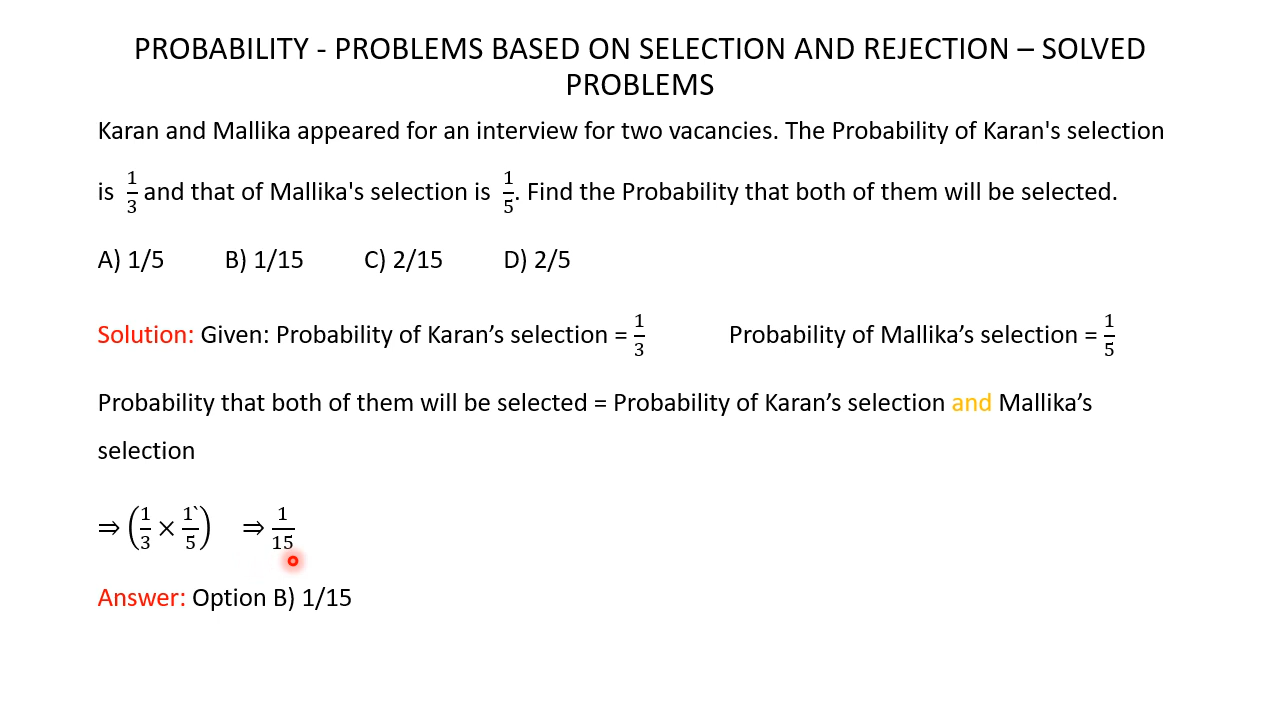 PROBABILITY - PROBLEMS BASED ON SELECTION AND REJECTION – SOLVED
PROBLEMS
Karan and Mallika appeared for an interview for two vacancies. The Probability of Karan's selection
is 1/3 and that of Mallika's selection is 1/5. Find the Probability that both of them will be selected.
A) 1/5 B) 1/15 C) 2/15 D) 2/5
Solution: Given: Probability of Karan’s selection = 1/3 Probability of Mallika’s selection = 1/5
Probability that both of them will be selected = Probability of Karan’s selection and Mallika’s
selection
⇒ (1/3 × 1`/5) ⇒ 1/15
Answer: Option B) 1/15